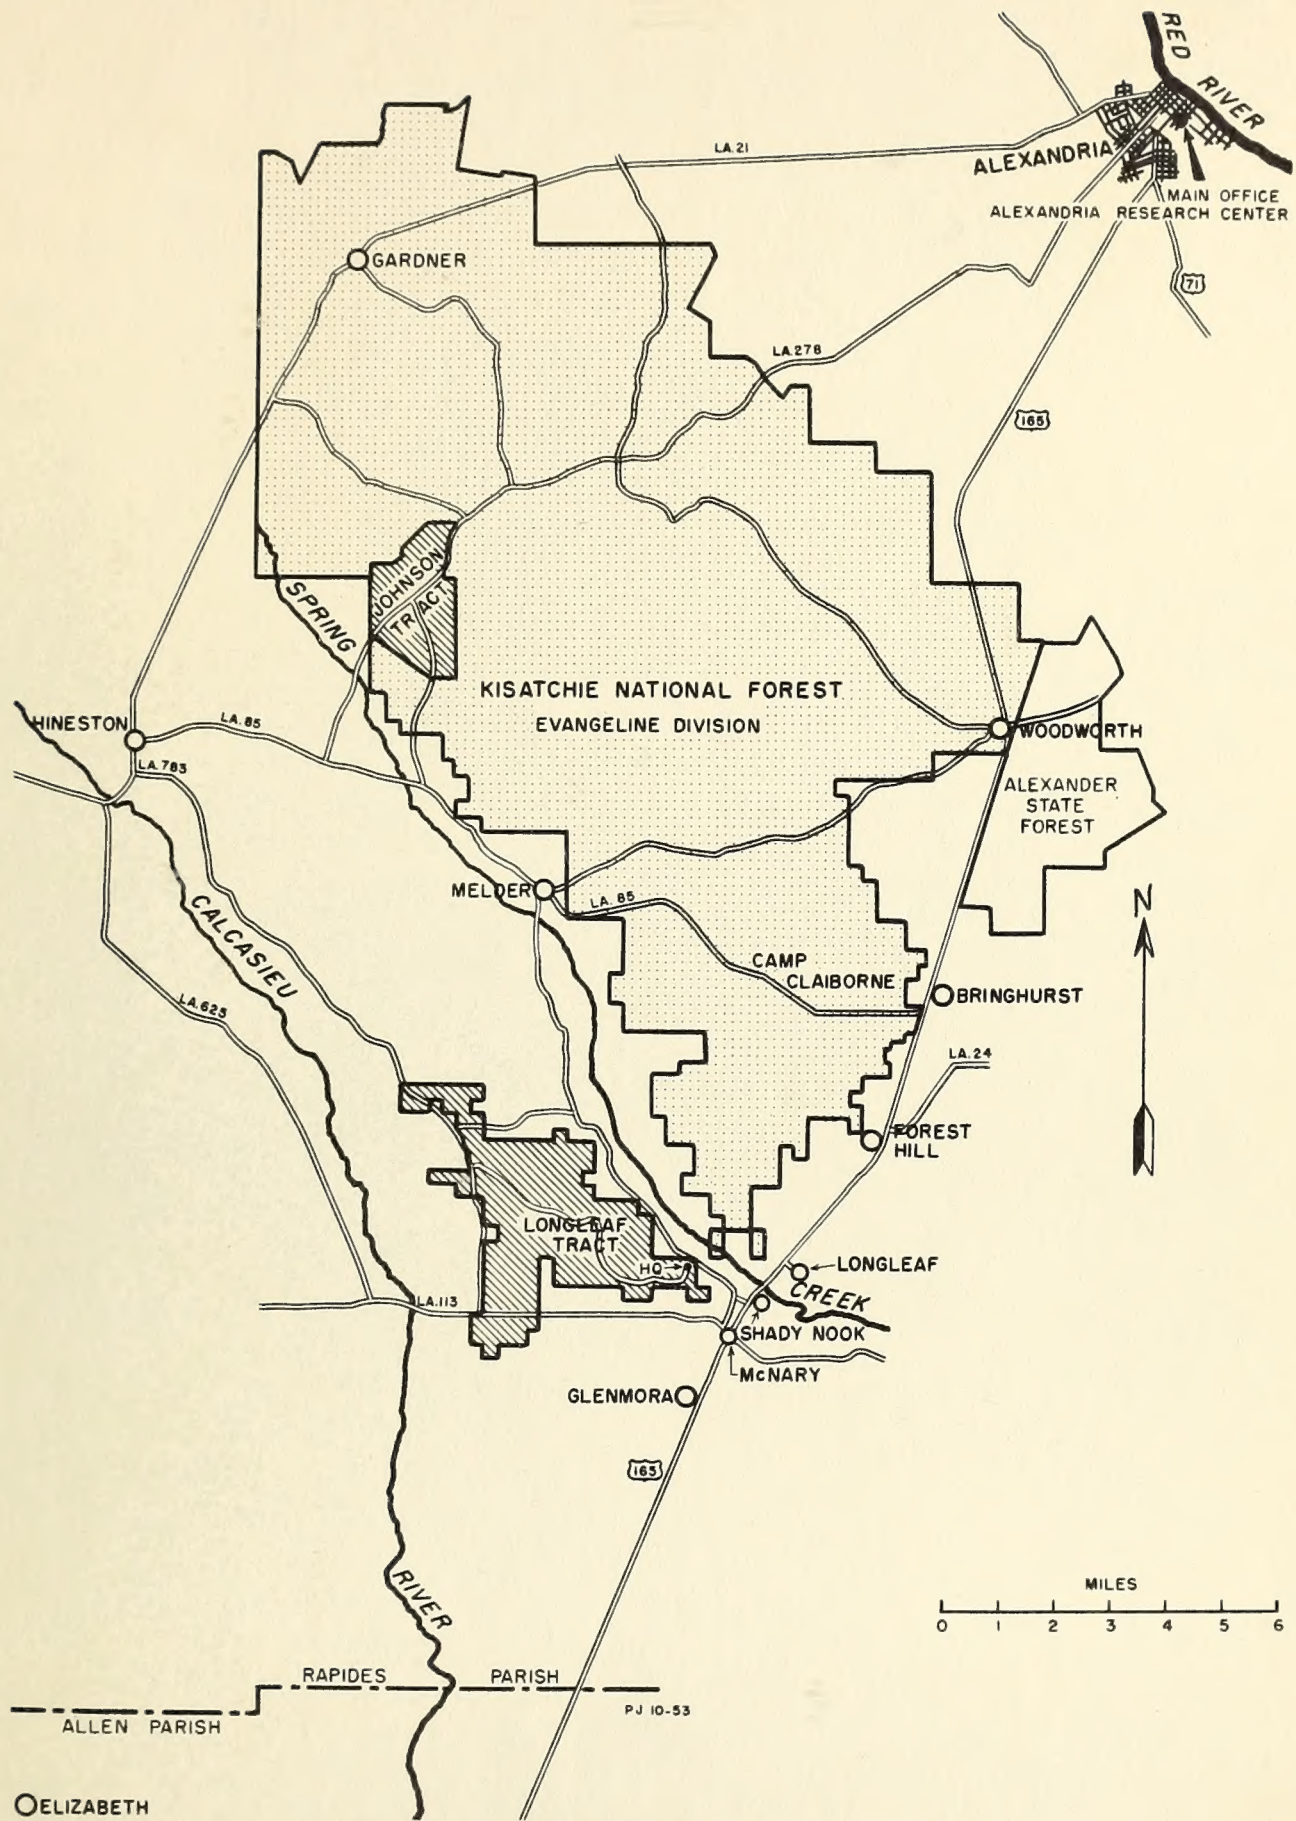 RED
RIVER
LA.21
ALEXANDRIA
MAIN OFFICE
ALEXANDRIA RESEARCH CENTER
GARDNER
71
LA.278
165
JOHNSON
TRACT
SPRING
KISATCHIE NATIONAL FOREST
EVANGELINE DIVISION
HINESTON
LA.85
WOODWORTH
LA.783
ALEXANDER
STATE
FOREST
MELDER
LA.85
N
CALCASIEU
CAMP
CLAIBORNE
BRINGHURST
LA.625
LA.24
FOREST
HILL
LONGLEAF
TRACT
HQ
LONGLEAF
CREEK
LA.113
SHADY NOOK
McNARY
GLENMORA
165
RIVER
MILES
0 1 2 3 4 5 6
RAPIDES PARISH
PJ 10-53
ALLEN PARISH
ELIZABETH